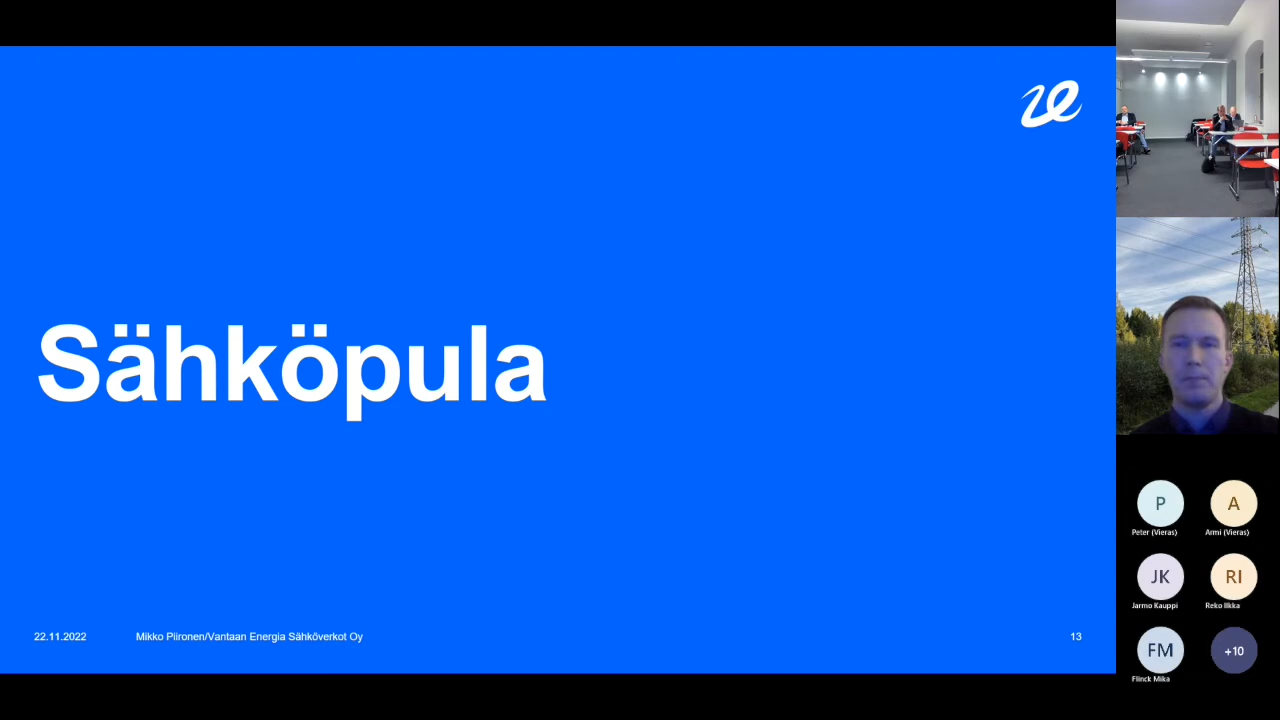 Sähköpula
22.11.2022
Mikko Piironen/Vantaan Energia Sähköverkot Oy
13
P
A
Peter (Vieras)
Armi (Vieras)
JK
RI
Jarmo Kauppi
Reko Ilkka
FM
+10
Flinck Mika